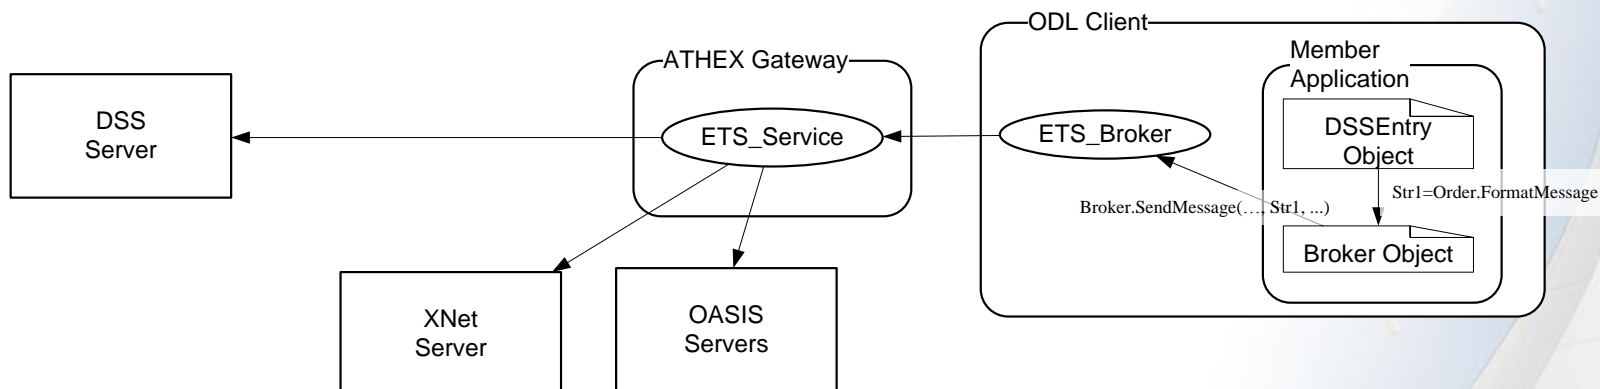 ODL Client
ATHEX Gateway
Member
Application
DSS
Server
ETS_Service
ETS_Broker
DSSEntry
Object
Str1=Order.FormatMessage
Broker.SendMessage(…, Str1, ...)
Broker Object
XNet
Server
OASIS
Servers